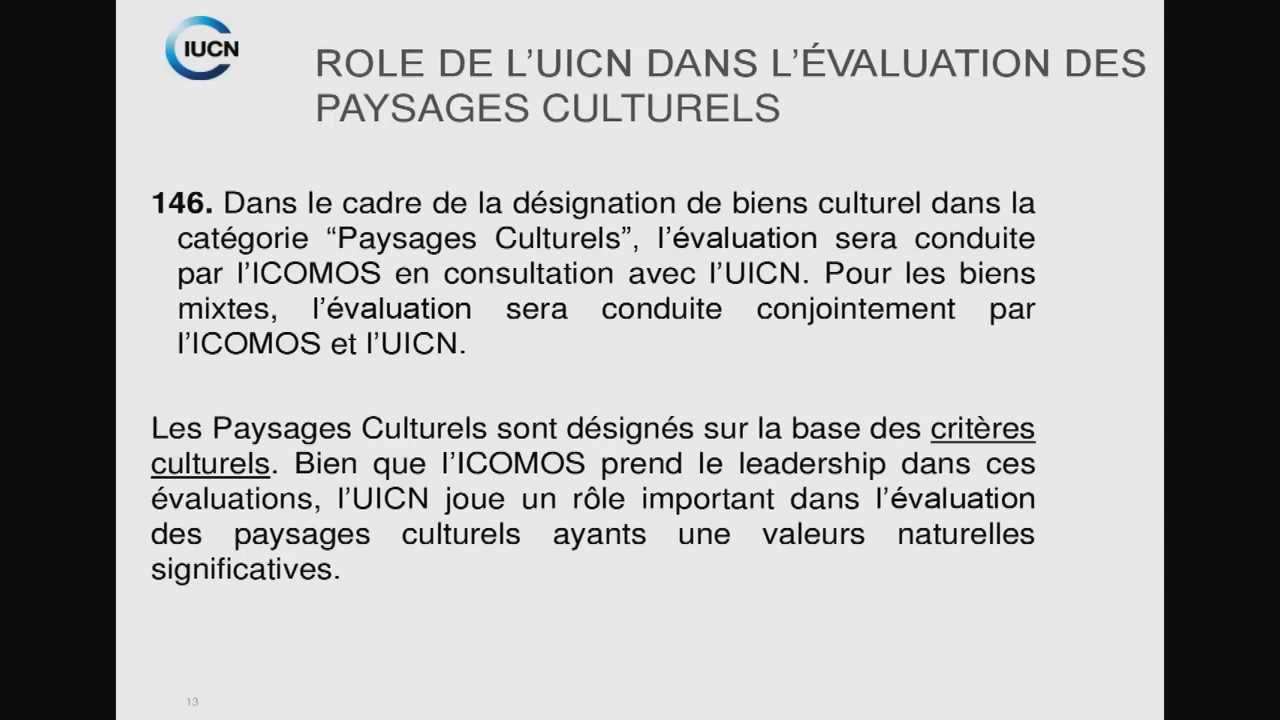 IUCN
ROLE DE L’UICN DANS L’ÉVALUATION DES
PAYSAGES CULTURELS
146. Dans le cadre de la désignation de biens culturel dans la
catégorie “Paysages Culturels”, l’évaluation sera conduite
par l’ICOMOS en consultation avec l’UICN. Pour les biens
mixtes, l’évaluation sera conduite conjointement par
l’ICOMOS et l’UICN.
Les Paysages Culturels sont désignés sur la base des critères
culturels. Bien que l’ICOMOS prend le leadership dans ces
évaluations, l’UICN joue un rôle important dans l’évaluation
des paysages culturels ayants une valeurs naturelles
significatives.
13